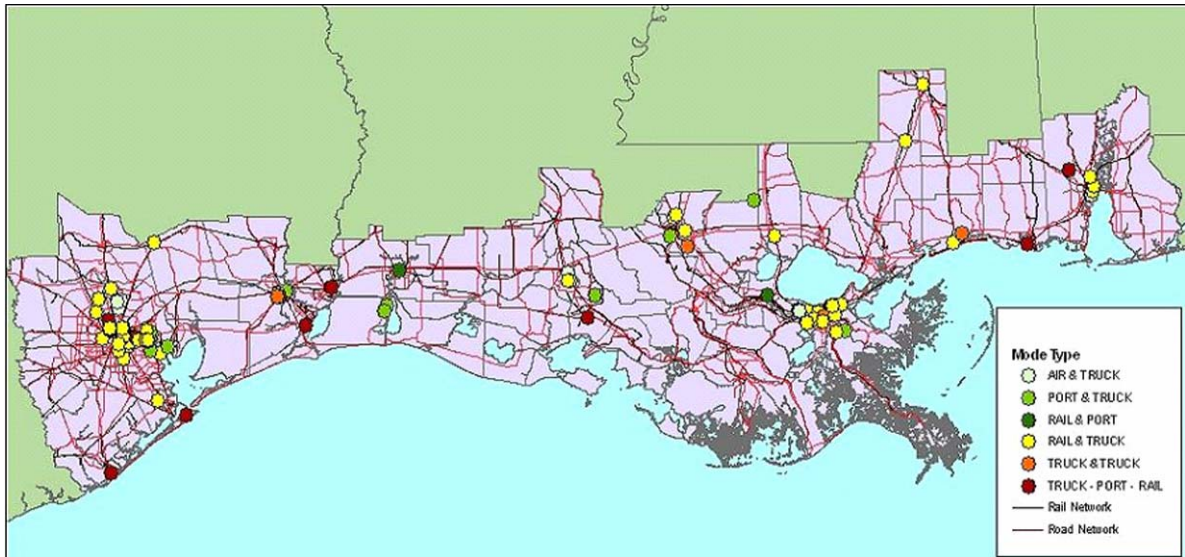 Mode Type
AIR & TRUCK
PORT & TRUCK
RAIL & PORT
RAIL & TRUCK
TRUCK & TRUCK
TRUCK - PORT - RAIL
Rail Network
Road Network